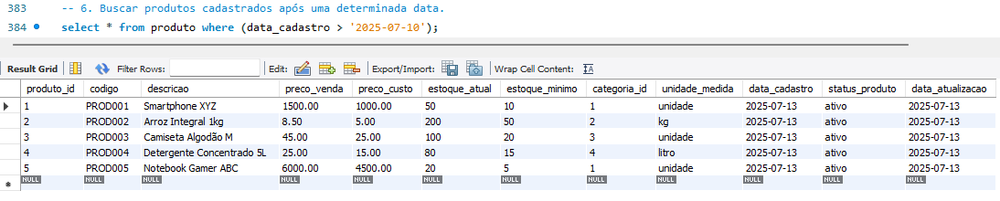 383 -- 6. Buscar produtos cadastrados após uma determinada data.
384 select * from produto where (data_cadastro > '2025-07-10');
Result Grid Filter Rows: Edit: Export/Import: Wrap Cell Content: IA
produto_id codigo descricao preco_venda preco_custo estoque_atual estoque_minimo categoria_id unidade_medida data_cadastro status_produto data_atualizacao
1 PROD001 Smartphone XYZ 1500.00 1000.00 50 10 1 unidade 2025-07-13 ativo 2025-07-13
2 PROD002 Arroz Integral 1kg 8.50 5.00 200 50 2 kg 2025-07-13 ativo 2025-07-13
3 PROD003 Camiseta Algodão M 45.00 25.00 100 20 3 unidade 2025-07-13 ativo 2025-07-13
4 PROD004 Detergente Concentrado 5L 25.00 15.00 80 15 4 litro 2025-07-13 ativo 2025-07-13
5 PROD005 Notebook Gamer ABC 6000.00 4500.00 20 5 1 unidade 2025-07-13 ativo 2025-07-13
NULL NULL NULL NULL NULL NULL NULL NULL NULL NULL NULL NULL